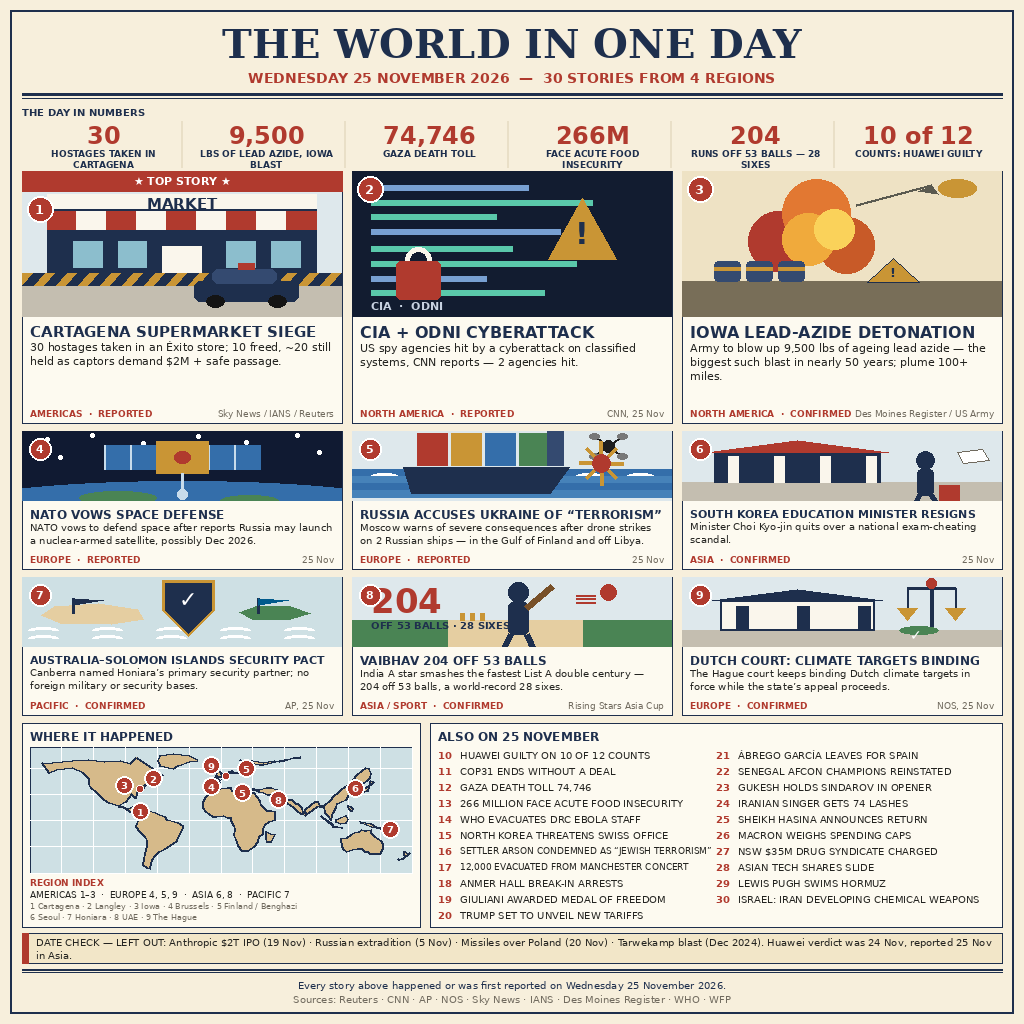 THE WORLD IN ONE DAY
WEDNESDAY 25 NOVEMBER 2026 — 30 STORIES FROM 4 REGIONS
THE DAY IN NUMBERS
30
HOSTAGES TAKEN IN
CARTAGENA
9,500
LBS OF LEAD AZIDE, IOWA
BLAST
74,746
GAZA DEATH TOLL
266M
FACE ACUTE FOOD
INSECURITY
204
RUNS OFF 53 BALLS — 28
SIXES
10 of 12
COUNTS: HUAWEI GUILTY
★ TOP STORY ★
1
MARKET
CARTAGENA SUPERMARKET SIEGE
30 hostages taken in an Éxito store; 10 freed, ~20 still
held as captors demand $2M + safe passage.
AMERICAS · REPORTED
Sky News / IANS / Reuters
2
!
CIA · ODNI
CIA + ODNI CYBERATTACK
US spy agencies hit by a cyberattack on classified
systems, CNN reports — 2 agencies hit.
NORTH AMERICA · REPORTED
CNN, 25 Nov
3
!
IOWA LEAD-AZIDE DETONATION
Army to blow up 9,500 lbs of ageing lead azide — the
biggest such blast in nearly 50 years; plume 100+
miles.
NORTH AMERICA · CONFIRMED
Des Moines Register / US Army
4
NATO VOWS SPACE DEFENSE
NATO vows to defend space after reports Russia may launch
a nuclear-armed satellite, possibly Dec 2026.
EUROPE · REPORTED
25 Nov
5
RUSSIA ACCUSES UKRAINE OF “TERRORISM”
Moscow warns of severe consequences after drone strikes
on 2 Russian ships — in the Gulf of Finland and off Libya.
EUROPE · REPORTED
25 Nov
6
SOUTH KOREA EDUCATION MINISTER RESIGNS
Minister Choi Kyo-jin quits over a national exam-cheating
scandal.
ASIA · CONFIRMED
25 Nov
7
✓
AUSTRALIA–SOLOMON ISLANDS SECURITY PACT
Canberra named Honiara’s primary security partner; no
foreign military or security bases.
PACIFIC · CONFIRMED
AP, 25 Nov
8
204
OFF 53 BALLS · 28 SIXES
VAIBHAV 204 OFF 53 BALLS
India A star smashes the fastest List A double century —
204 off 53 balls, a world-record 28 sixes.
ASIA / SPORT · CONFIRMED
Rising Stars Asia Cup
9
✓
DUTCH COURT: CLIMATE TARGETS BINDING
The Hague court keeps binding Dutch climate targets in
force while the state’s appeal proceeds.
EUROPE · CONFIRMED
NOS, 25 Nov
WHERE IT HAPPENED
9
5
2
3
4
5
8
6
1
7
REGION INDEX
AMERICAS 1–3 · EUROPE 4, 5, 9 · ASIA 6, 8 · PACIFIC 7
1 Cartagena · 2 Langley · 3 Iowa · 4 Brussels · 5 Finland / Benghazi
6 Seoul · 7 Honiara · 8 UAE · 9 The Hague
ALSO ON 25 NOVEMBER
10 HUAWEI GUILTY ON 10 OF 12 COUNTS
11 COP31 ENDS WITHOUT A DEAL
12 GAZA DEATH TOLL 74,746
13 266 MILLION FACE ACUTE FOOD INSECURITY
14 WHO EVACUATES DRC EBOLA STAFF
15 NORTH KOREA THREATENS SWISS OFFICE
16 SETTLER ARSON CONDEMNED AS “JEWISH TERRORISM”
17 12,000 EVACUATED FROM MANCHESTER CONCERT
18 ANMER HALL BREAK-IN ARRESTS
19 GIULIANI AWARDED MEDAL OF FREEDOM
20 TRUMP SET TO UNVEIL NEW TARIFFS
21 ÁBREGO GARCÍA LEAVES FOR SPAIN
22 SENEGAL AFCON CHAMPIONS REINSTATED
23 GUKESH HOLDS SINDAROV IN OPENER
24 IRANIAN SINGER GETS 74 LASHES
25 SHEIKH HASINA ANNOUNCES RETURN
26 MACRON WEIGHS SPENDING CAPS
27 NSW $35M DRUG SYNDICATE CHARGED
28 ASIAN TECH SHARES SLIDE
29 LEWIS PUGH SWIMS HORMUZ
30 ISRAEL: IRAN DEVELOPING CHEMICAL WEAPONS
DATE CHECK — LEFT OUT: Anthropic $2T IPO (19 Nov) · Russian extradition (5 Nov) · Missiles over Poland (20 Nov) · Tarwekamp blast (Dec 2024). Huawei verdict was 24 Nov, reported 25 Nov
in Asia.
Every story above happened or was first reported on Wednesday 25 November 2026.
Sources: Reuters · CNN · AP · NOS · Sky News · IANS · Des Moines Register · WHO · WFP